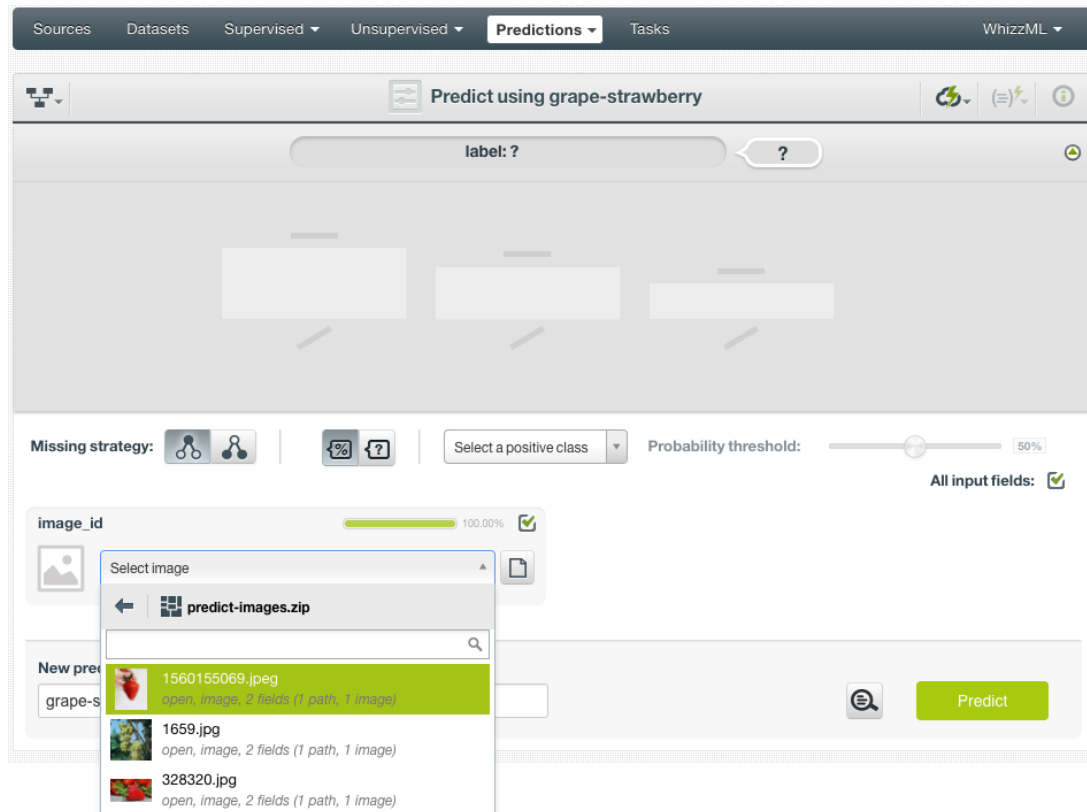 Sources Datasets Supervised Unsupervised Predictions Tasks WhizzML
Predict using grape-strawberry
label: ? ?
Missing strategy: Select a positive class Probability threshold: 50%
All input fields:
image_id 100.00%
Select image
predict-images.zip
New pred
1560155069.jpeg
grape-s open, image, 2 fields (1 path, 1 image) Predict
1659.jpg
open, image, 2 fields (1 path, 1 image)
328320.jpg
open, image, 2 fields (1 path, 1 image)